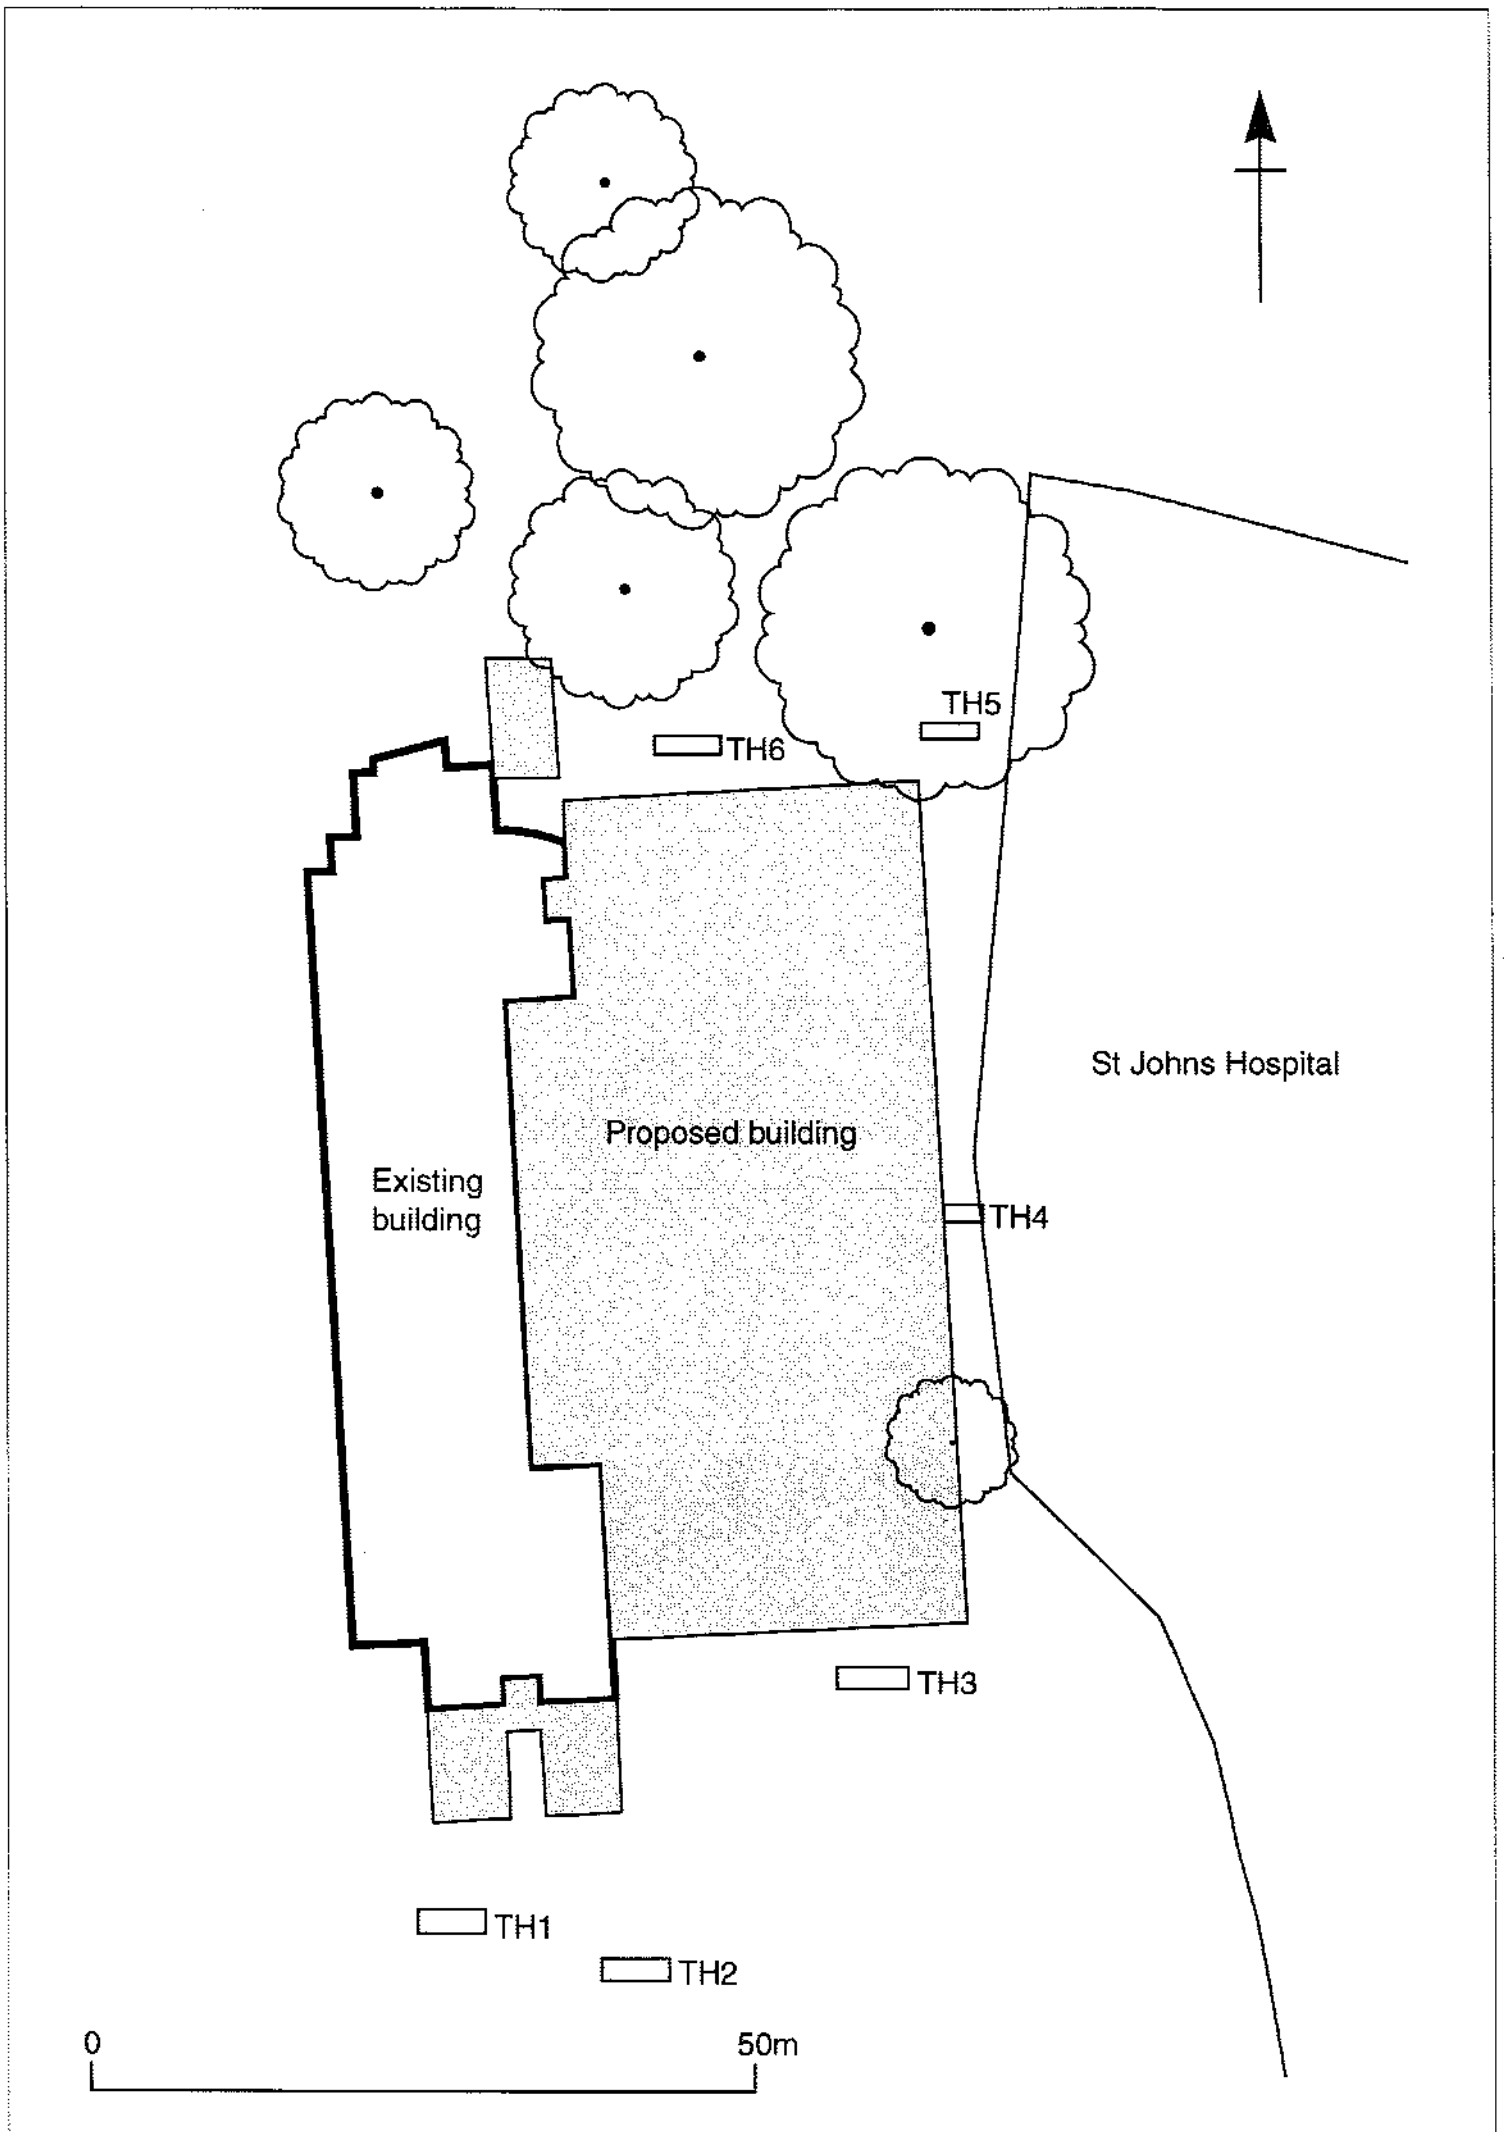 TH5
TH6
St Johns Hospital
Proposed building
Existing
building
TH4
TH3
TH1
TH2
0
50m